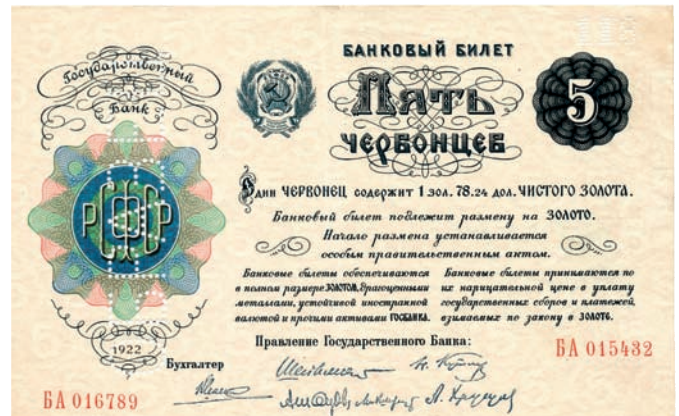 Государственный
Банк
РСФСР
1922
БАНКОВЫЙ БИЛЕТ
Пять
ЧЕРВОНЦЕВ
5
Один ЧЕРВОНЕЦ содержит 1 зол. 78.24 дол. ЧИСТОГО ЗОЛОТА.
Банковый билет подлежит размену на ЗОЛОТО.
Начало размена устанавливается
особым правительственным актом.
Банковые билеты обеспечиваются
в полном размере ЗОЛОТОМ, драгоценными
металлами, устойчивой иностранной
валютой и прочими активами ГОСБАНКА.
Банковые билеты принимаются по
их нарицательной цене в уплату
государственных сборов и платежей,
взимаемых по закону в ЗОЛОТЕ.
Правление Государственного Банка:
Бухгалтер
БА 015432
БА 016789